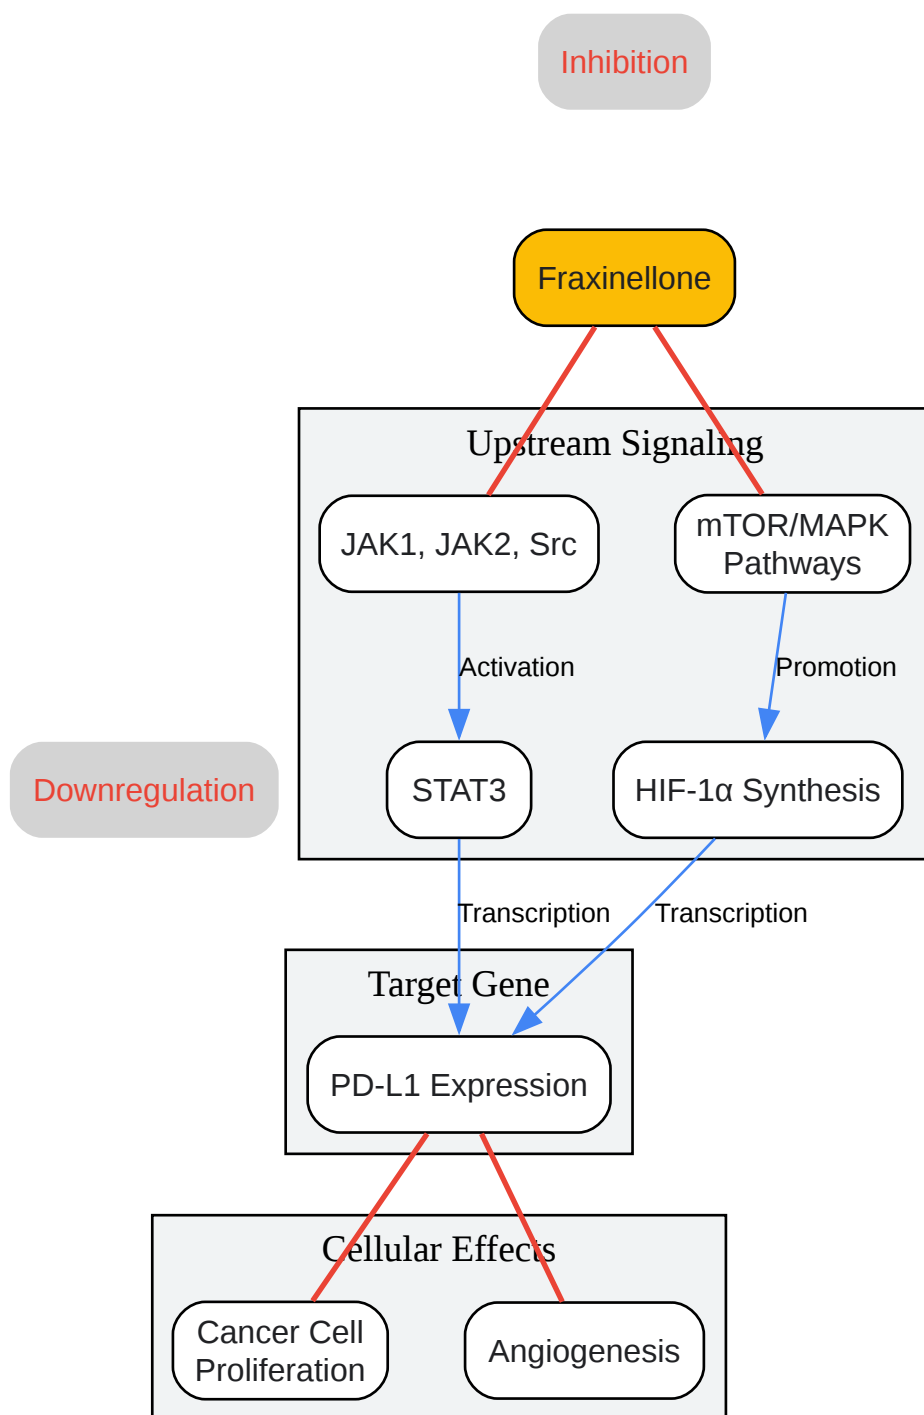 Inhibition
Fraxinellone
Upstream Signaling
JAK1, JAK2, Src
mTOR/MAPK
Pathways
Activation
Promotion
Downregulation
STAT3
HIF-1α Synthesis
Transcription
Transcription
Target Gene
PD-L1 Expression
Cellular Effects
Cancer Cell
Proliferation
Angiogenesis